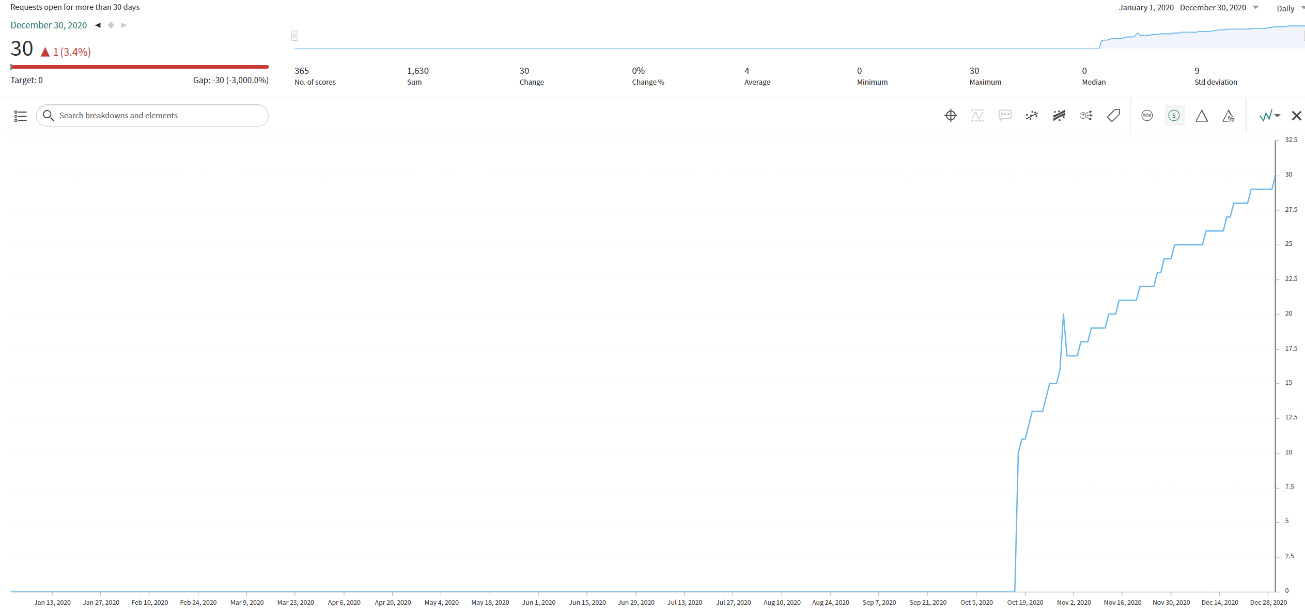 Requests open for more than 30 days
January 1, 2020 - December 30, 2020 Daily
December 30, 2020
30 1 (3.4%)
Target: 0 Gap: -30 (-3,000.0%)
365 1,630 30 0% 4 0 30 0 9
No. of scores Sum Change Change % Average Minimum Maximum Median Std deviation
Search breakdowns and elements
32.5
30
27.5
25
22.5
20
17.5
15
12.5
10
7.5
5
2.5
0
Jan 13, 2020 Jan 27, 2020 Feb 10, 2020 Feb 24, 2020 Mar 9, 2020 Mar 23, 2020 Apr 6, 2020 Apr 20, 2020 May 4, 2020 May 18, 2020 Jun 1, 2020 Jun 15, 2020 Jun 29, 2020 Jul 13, 2020 Jul 27, 2020 Aug 10, 2020 Aug 24, 2020 Sep 7, 2020 Sep 21, 2020 Oct 5, 2020 Oct 19, 2020 Nov 2, 2020 Nov 16, 2020 Nov 30, 2020 Dec 14, 2020 Dec 28, 2020